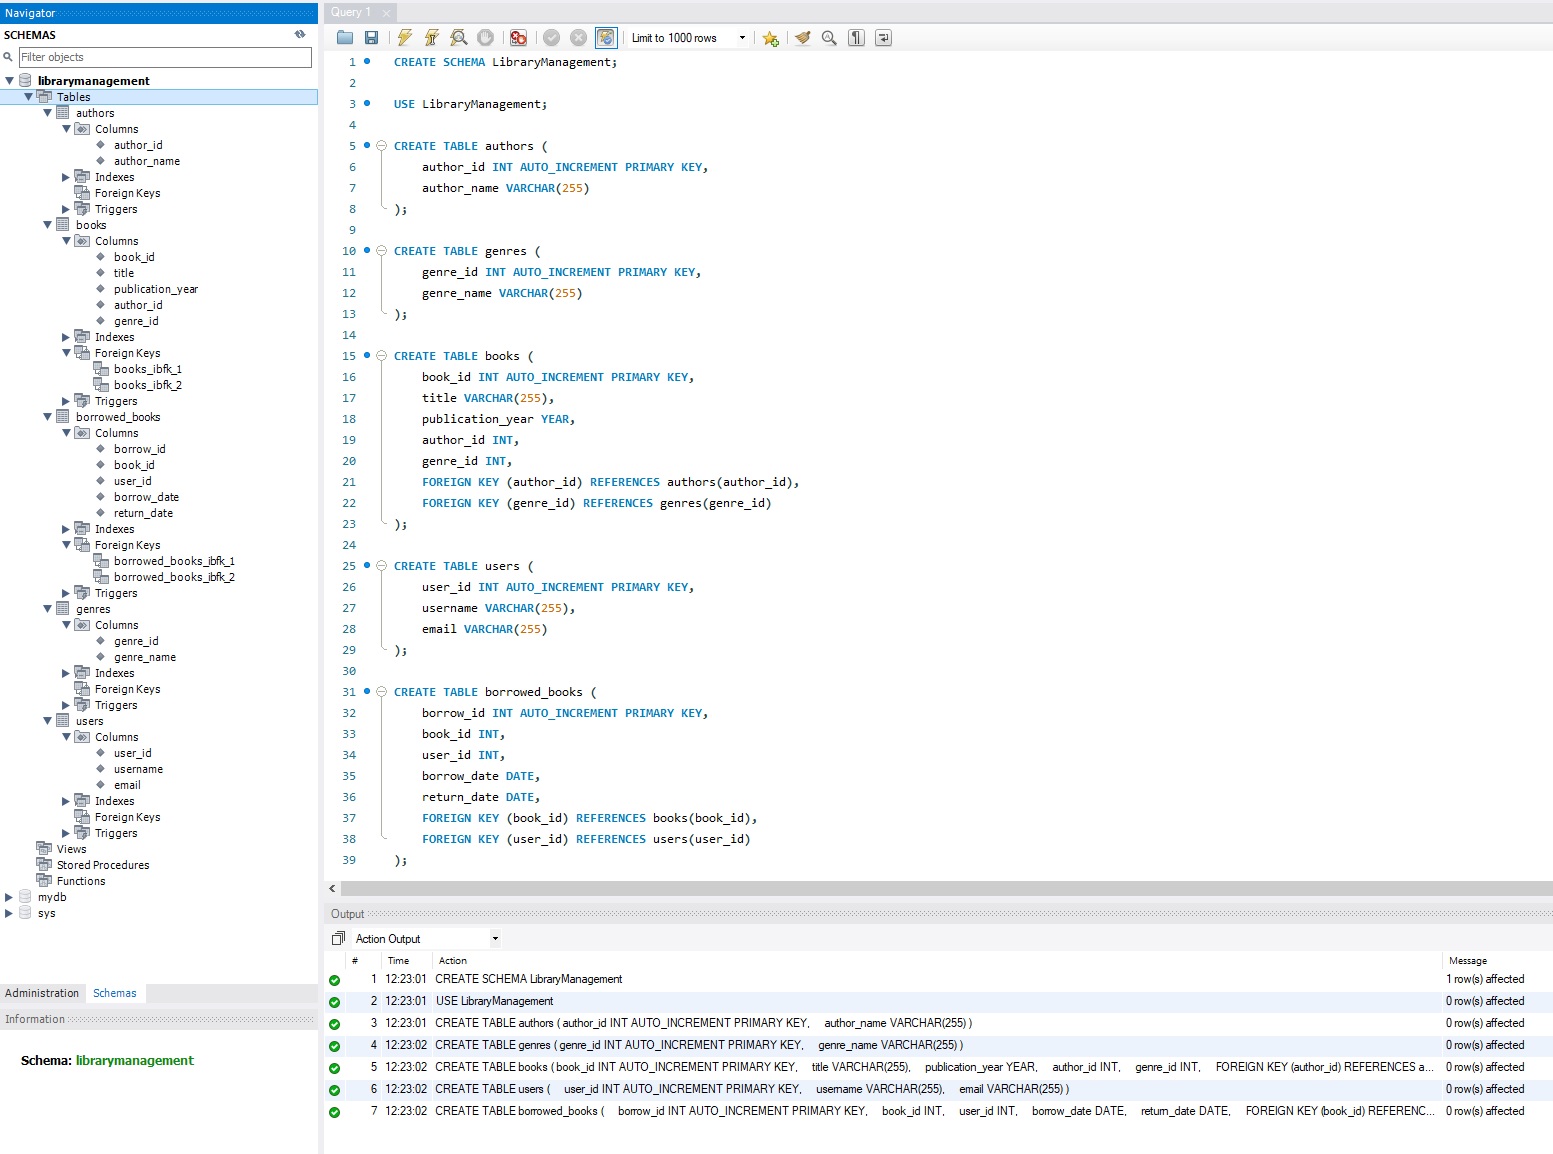 Navigator
SCHEMAS
Filter objects
librarymanagement
Tables
authors
Columns
author_id
author_name
Indexes
Foreign Keys
Triggers
books
Columns
book_id
title
publication_year
author_id
genre_id
Indexes
Foreign Keys
books_ibfk_1
books_ibfk_2
Triggers
borrowed_books
Columns
borrow_id
book_id
user_id
borrow_date
return_date
Indexes
Foreign Keys
borrowed_books_ibfk_1
borrowed_books_ibfk_2
Triggers
genres
Columns
genre_id
genre_name
Indexes
Foreign Keys
Triggers
users
Columns
user_id
username
email
Indexes
Foreign Keys
Triggers
Views
Stored Procedures
Functions
mydb
sys
Administration Schemas
Information
Schema: librarymanagement
Query 1
Limit to 1000 rows
1 CREATE SCHEMA LibraryManagement;
2
3 USE LibraryManagement;
4
5 CREATE TABLE authors (
6 author_id INT AUTO_INCREMENT PRIMARY KEY,
7 author_name VARCHAR(255)
8 );
9
10 CREATE TABLE genres (
11 genre_id INT AUTO_INCREMENT PRIMARY KEY,
12 genre_name VARCHAR(255)
13 );
14
15 CREATE TABLE books (
16 book_id INT AUTO_INCREMENT PRIMARY KEY,
17 title VARCHAR(255),
18 publication_year YEAR,
19 author_id INT,
20 genre_id INT,
21 FOREIGN KEY (author_id) REFERENCES authors(author_id),
22 FOREIGN KEY (genre_id) REFERENCES genres(genre_id)
23 );
24
25 CREATE TABLE users (
26 user_id INT AUTO_INCREMENT PRIMARY KEY,
27 username VARCHAR(255),
28 email VARCHAR(255)
29 );
30
31 CREATE TABLE borrowed_books (
32 borrow_id INT AUTO_INCREMENT PRIMARY KEY,
33 book_id INT,
34 user_id INT,
35 borrow_date DATE,
36 return_date DATE,
37 FOREIGN KEY (book_id) REFERENCES books(book_id),
38 FOREIGN KEY (user_id) REFERENCES users(user_id)
39 );
Output
Action Output
# Time Action Message
1 12:23:01 CREATE SCHEMA LibraryManagement 1 row(s) affected
2 12:23:01 USE LibraryManagement 0 row(s) affected
3 12:23:01 CREATE TABLE authors ( author_id INT AUTO_INCREMENT PRIMARY KEY, author_name VARCHAR(255) ) 0 row(s) affected
4 12:23:02 CREATE TABLE genres ( genre_id INT AUTO_INCREMENT PRIMARY KEY, genre_name VARCHAR(255) ) 0 row(s) affected
5 12:23:02 CREATE TABLE books ( book_id INT AUTO_INCREMENT PRIMARY KEY, title VARCHAR(255), publication_year YEAR, author_id INT, genre_id INT, FOREIGN KEY (author_id) REFERENCES a... 0 row(s) affected
6 12:23:02 CREATE TABLE users ( user_id INT AUTO_INCREMENT PRIMARY KEY, username VARCHAR(255), email VARCHAR(255) ) 0 row(s) affected
7 12:23:02 CREATE TABLE borrowed_books ( borrow_id INT AUTO_INCREMENT PRIMARY KEY, book_id INT, user_id INT, borrow_date DATE, return_date DATE, FOREIGN KEY (book_id) REFERENC... 0 row(s) affected